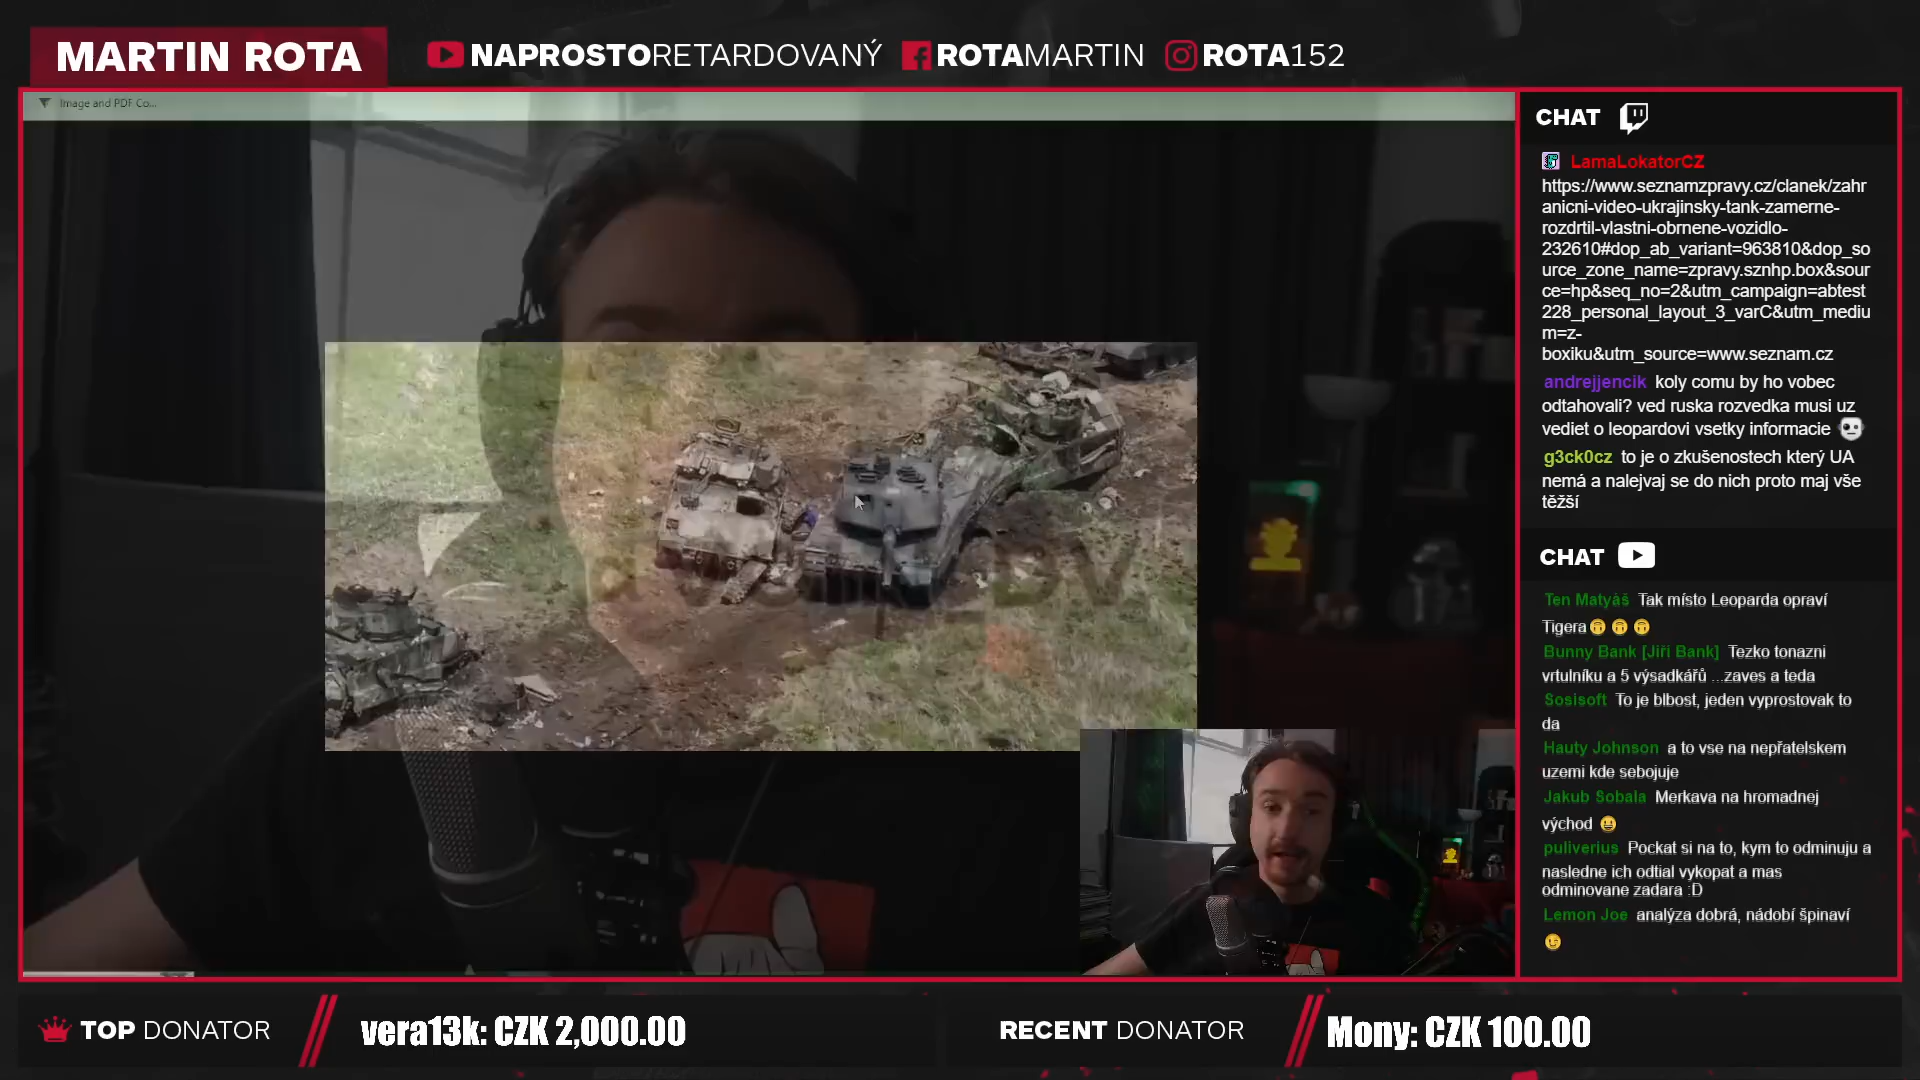 MARTIN ROTA
NAPROSTORETARDOVANÝ
ROTAMARTIN
ROTA152
Image and PDF Co...
CHAT
LamaLokatorCZ
https://www.seznamzpravy.cz/clanek/zahr
anicni-video-ukrajinsky-tank-zamerne-
rozdrtil-vlastni-obrnene-vozidlo-
232610#dop_ab_variant=963810&dop_so
urce_zone_name=zpravy.sznhp.box&sour
ce=hp&seq_no=2&utm_campaign=abtest
228_personal_layout_3_varC&utm_mediu
m=z-
boxiku&utm_source=www.seznam.cz
andrejjencik koly comu by ho vobec
odtahovali? ved ruska rozvedka musi uz
vediet o leopardovi vsetky informacie
g3ck0cz to je o zkušenostech který UA
nemá a nalejvaj se do nich proto maj vše
těžší
CHAT
Ten Matyáš Tak místo Leoparda opraví
Tigera🙃 🙃 🙃
Bunny Bank [Jiří Bank] Tezko tonazni
vrtulníku a 5 výsadkářů ...zaves a teda
Sosisoft To je blbost, jeden vyprostovak to
da
Hauty Johnson a to vse na nepřatelskem
uzemi kde sebojuje
Jakub Sobala Merkava na hromadnej
východ 😀
puliverius Pockat si na to, kym to odminuju a
nasledne ich odtial vykopat a mas
odminovane zadara :D
Lemon Joe analýza dobrá, nádobí špinaví
😉
TOP DONATOR
vera13k: CZK 2,000.00
RECENT DONATOR
Mony: CZK 100.00